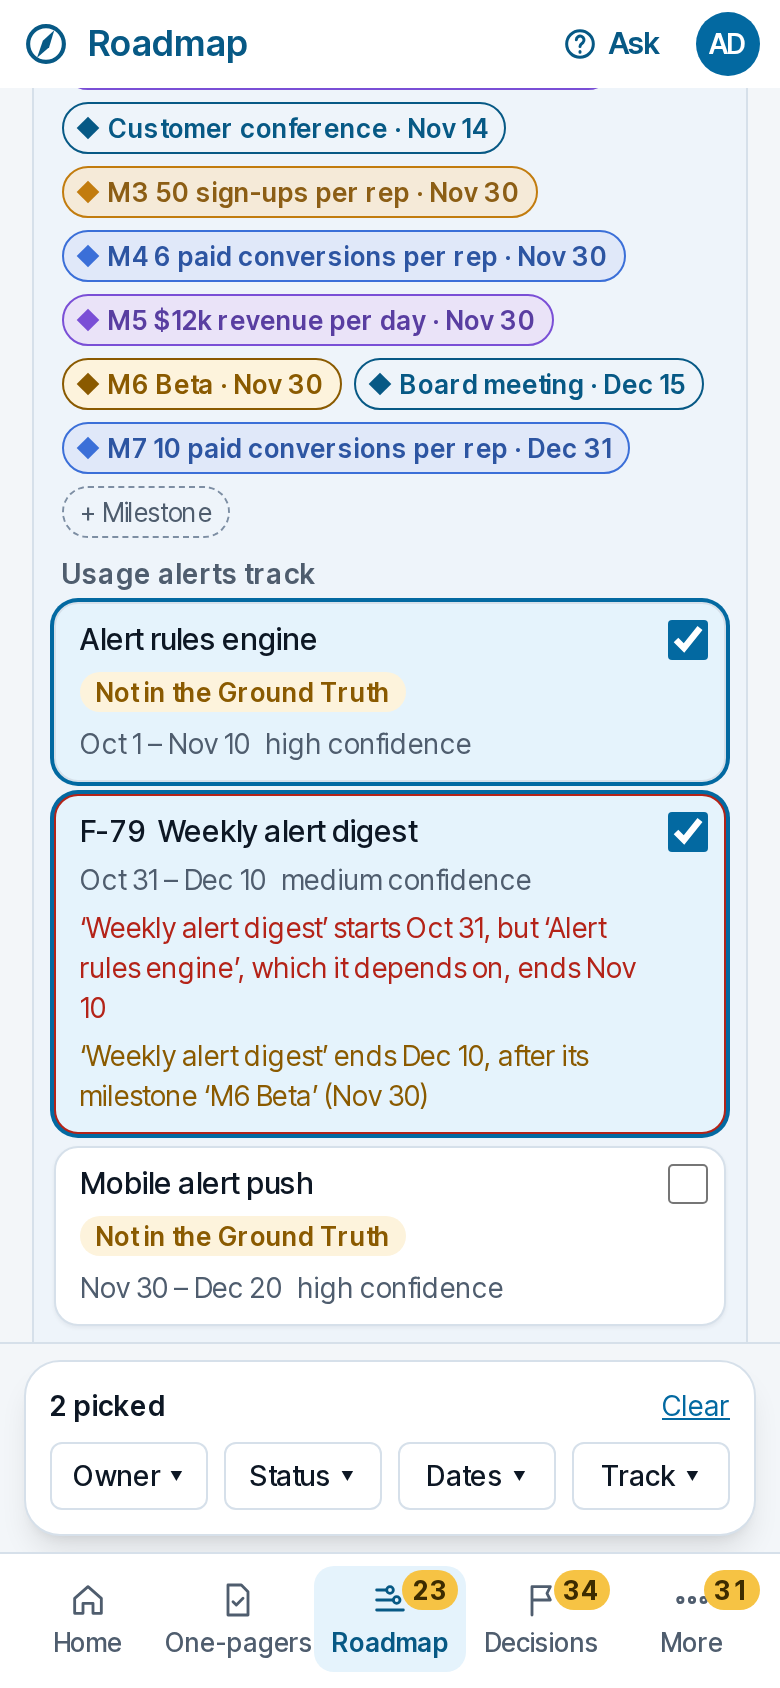 Roadmap
Ask
AD
Customer conference · Nov 14
M3 50 sign-ups per rep · Nov 30
M4 6 paid conversions per rep · Nov 30
M5 $12k revenue per day · Nov 30
M6 Beta · Nov 30
Board meeting · Dec 15
M7 10 paid conversions per rep · Dec 31
+ Milestone
Usage alerts track
Alert rules engine
Not in the Ground Truth
Oct 1 – Nov 10 high confidence
F-79 Weekly alert digest
Oct 31 – Dec 10 medium confidence
‘Weekly alert digest’ starts Oct 31, but ‘Alert
rules engine’, which it depends on, ends Nov
10
‘Weekly alert digest’ ends Dec 10, after its
milestone ‘M6 Beta’ (Nov 30)
Mobile alert push
Not in the Ground Truth
Nov 30 – Dec 20 high confidence
2 picked
Clear
Owner ▼
Status ▼
Dates ▼
Track ▼
Home
One-pagers
23
Roadmap
34
Decisions
31
More